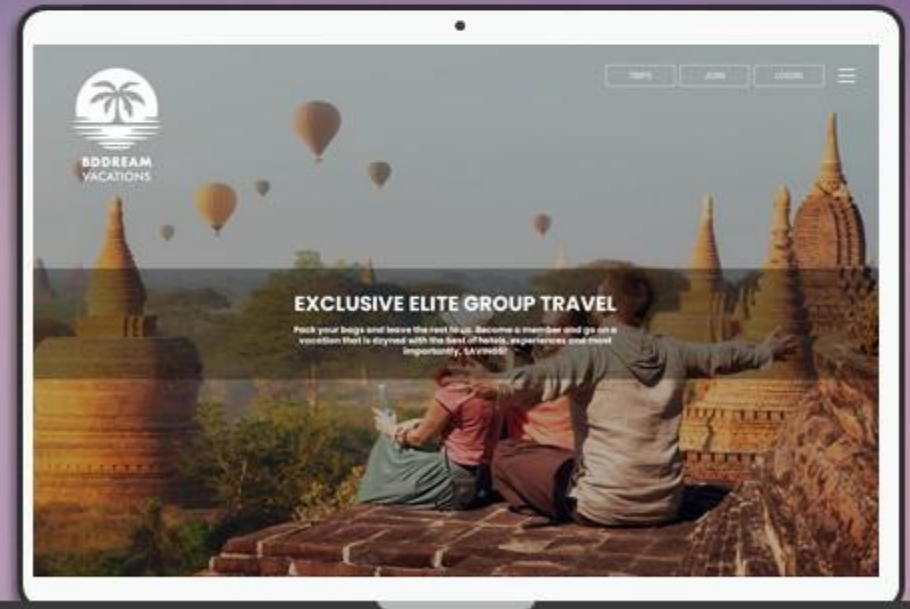 TRIPS
JOIN
LOGIN
BDDREAM
VACATIONS
EXCLUSIVE ELITE GROUP TRAVEL
Pack your bags and leave the rest to us. Become a member and go on a
vacation that is with the best of hotels, experiences and most
importantly, SAVINGS!